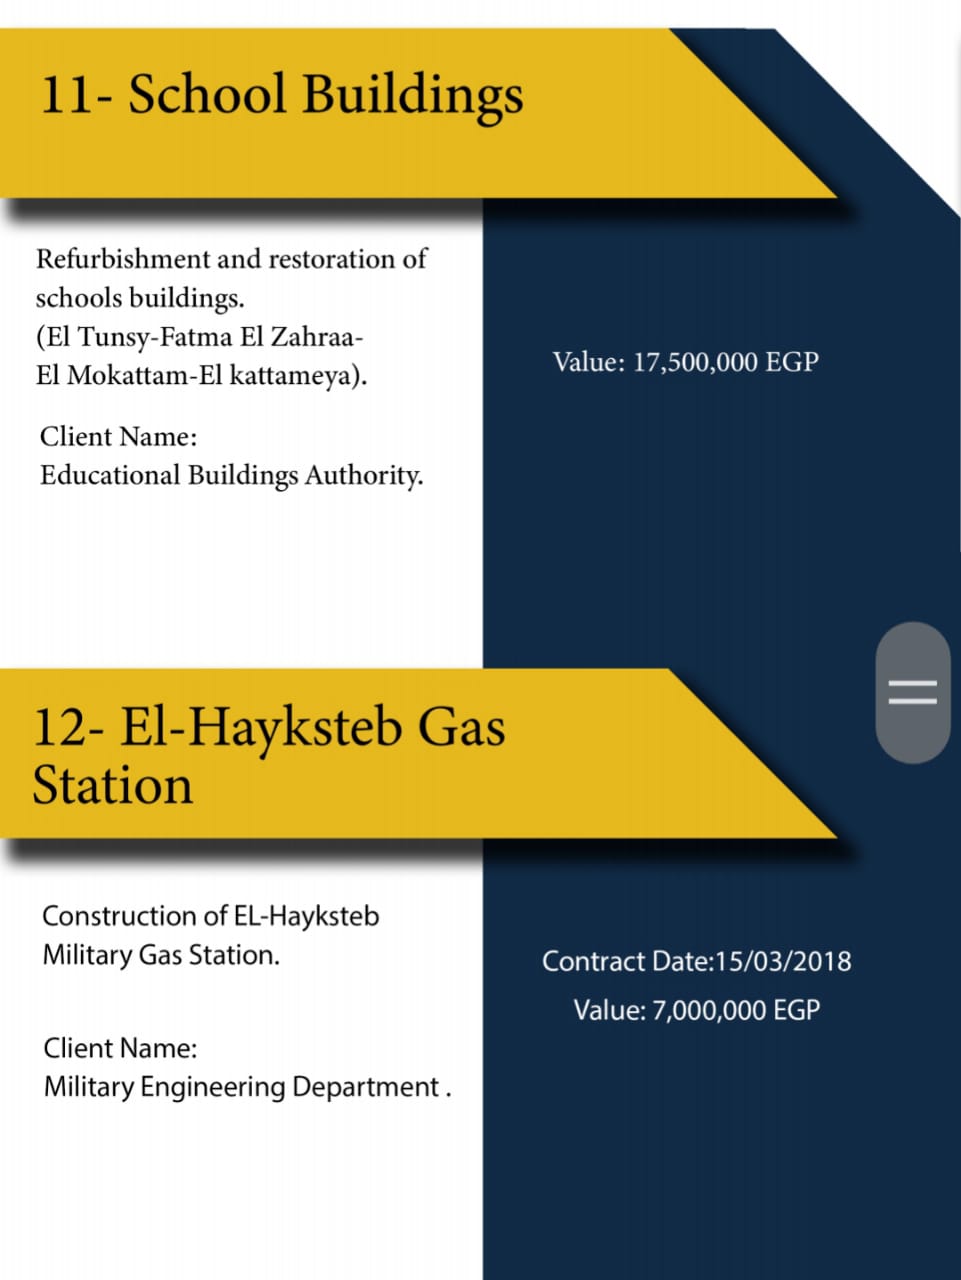 11- School Buildings
Refurbishment and restoration of
schools buildings.
(El Tunsy-Fatma El Zahraa-
El Mokattam-El kattameya).
Client Name:
Educational Buildings Authority.
Value: 17,500,000 EGP
12- El-Hayksteb Gas
Station
Construction of EL-Hayksteb
Military Gas Station.
Client Name:
Military Engineering Department .
Contract Date:15/03/2018
Value: 7,000,000 EGP